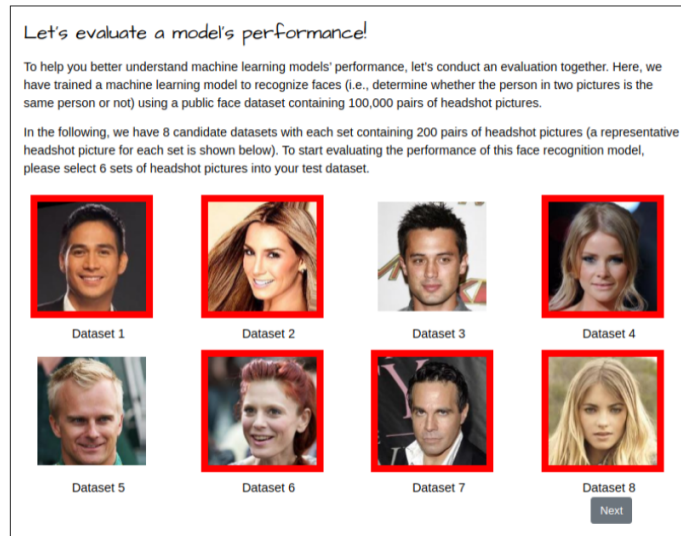 Let's evaluate a model's performance!
To help you better understand machine learning models' performance, let's conduct an evaluation together. Here, we
have trained a machine learning model to recognize faces (i.e., determine whether the person in two pictures is the
same person or not) using a public face dataset containing 100,000 pairs of headshot pictures.
In the following, we have 8 candidate datasets with each set containing 200 pairs of headshot pictures (a representative
headshot picture for each set is shown below). To start evaluating the performance of this face recognition model,
please select 6 sets of headshot pictures into your test dataset.
Dataset 1
Dataset 2
Dataset 3
Dataset 4
Dataset 5
Dataset 6
Dataset 7
Dataset 8
Next